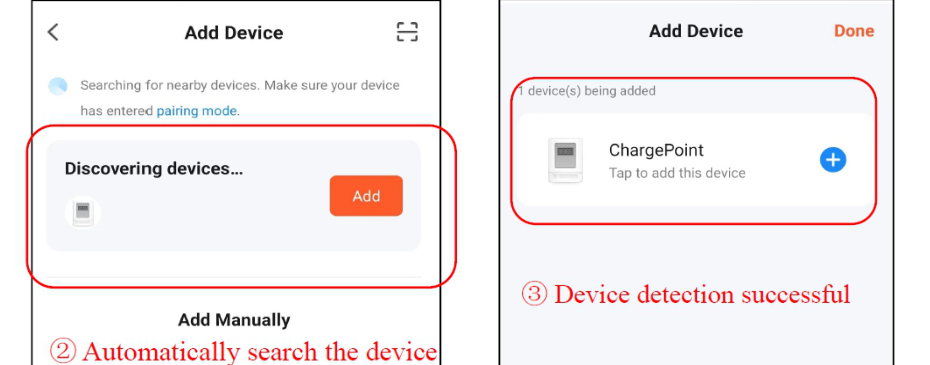 Add Device
Searching for nearby devices. Make sure your device
has entered pairing mode.
Discovering devices...
Add
Add Manually
② Automatically search the device
Add Device
Done
1 device(s) being added
ChargePoint
Tap to add this device
③ Device detection successful